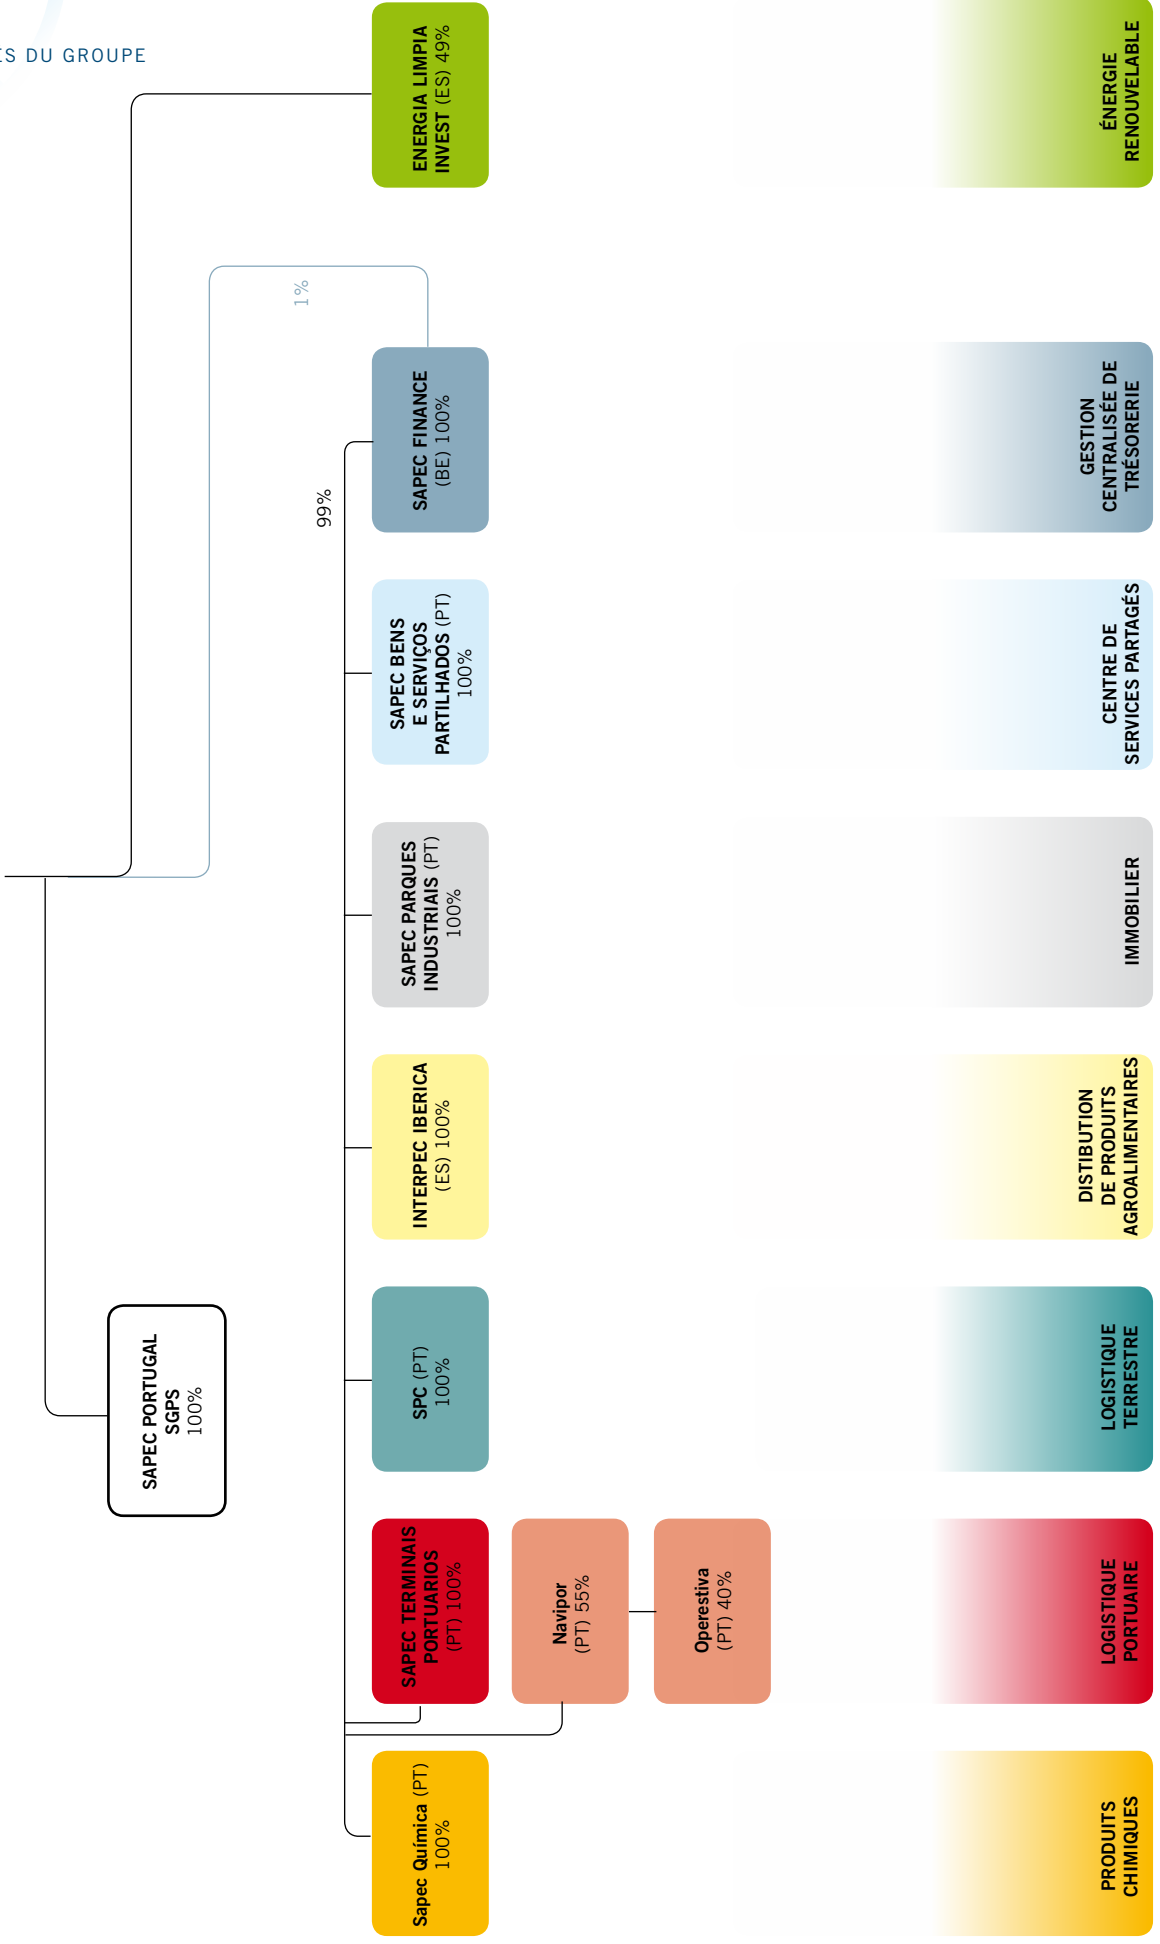 ES DU GROUPE
SAPEC PORTUGAL
SGPS
100%
1%
99%
Sapec Química (PT)
100%
SAPEC TERMINAIS
PORTUARIOS
(PT) 100%
Navipor
(PT) 55%
Operestiva
(PT) 40%
SPC (PT)
100%
INTERPEC IBERICA
(ES) 100%
SAPEC PARQUES
INDUSTRIAIS (PT)
100%
SAPEC BENS
E SERVIÇOS
PARTILHADOS (PT)
100%
SAPEC FINANCE
(BE) 100%
ENERGIA LIMPIA
INVEST (ES) 49%
PRODUITS
CHIMIQUES
LOGISTIQUE
PORTUAIRE
LOGISTIQUE
TERRESTRE
DISTIBUTION
DE PRODUITS
AGROALIMENTAIRES
IMMOBILIER
CENTRE DE
SERVICES PARTAGÉS
GESTION
CENTRALISÉE DE
TRÉSORERIE
ÉNERGIE
RENOUVELABLE